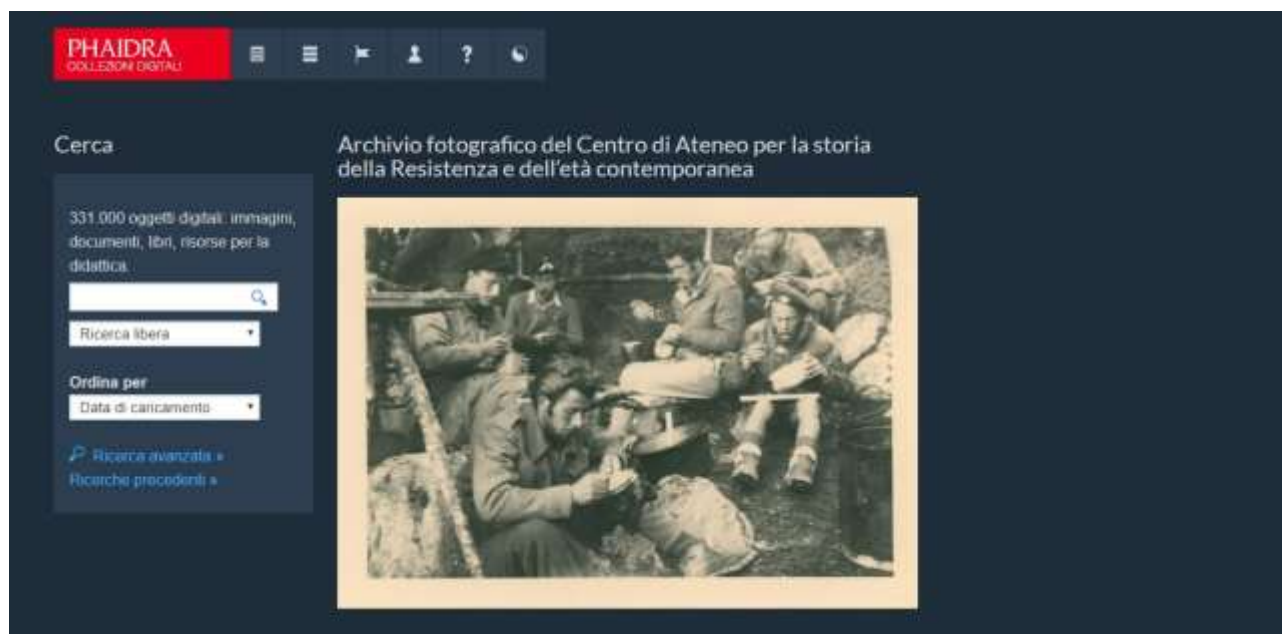 PHAIDRA
COLLEZIONI DIGITALI
?
Cerca
Archivio fotografico del Centro di Ateneo per la storia
della Resistenza e dell'età contemporanea
331.000 oggetti digitali: immagini,
documenti, libri, risorse per la
didattica.
Ricerca libera
Ordina per
Data di caricamento
Ricerca avanzata »
Ricerche precedenti »